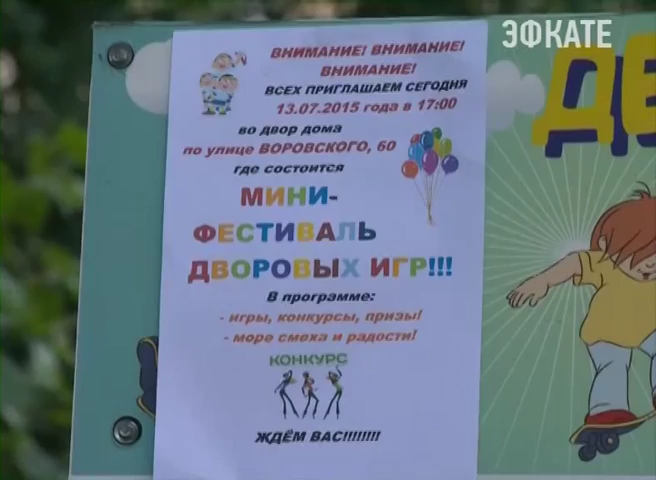 ЭФКАТЕ
ВНИМАНИЕ! ВНИМАНИЕ!
ВНИМАНИЕ!
ВСЕХ ПРИГЛАШАЕМ СЕГОДНЯ
13.07.2015 года в 17:00
во двор дома
по улице ВОРОВСКОГО, 60
где состоится
МИНИ-
ФЕСТИВАЛЬ
ДВОРОВЫХ ИГР!!!
В программе:
- игры, конкурсы, призы!
- море смеха и радости!
КОНКУРС
ЖДЁМ ВАС!!!!!!!!